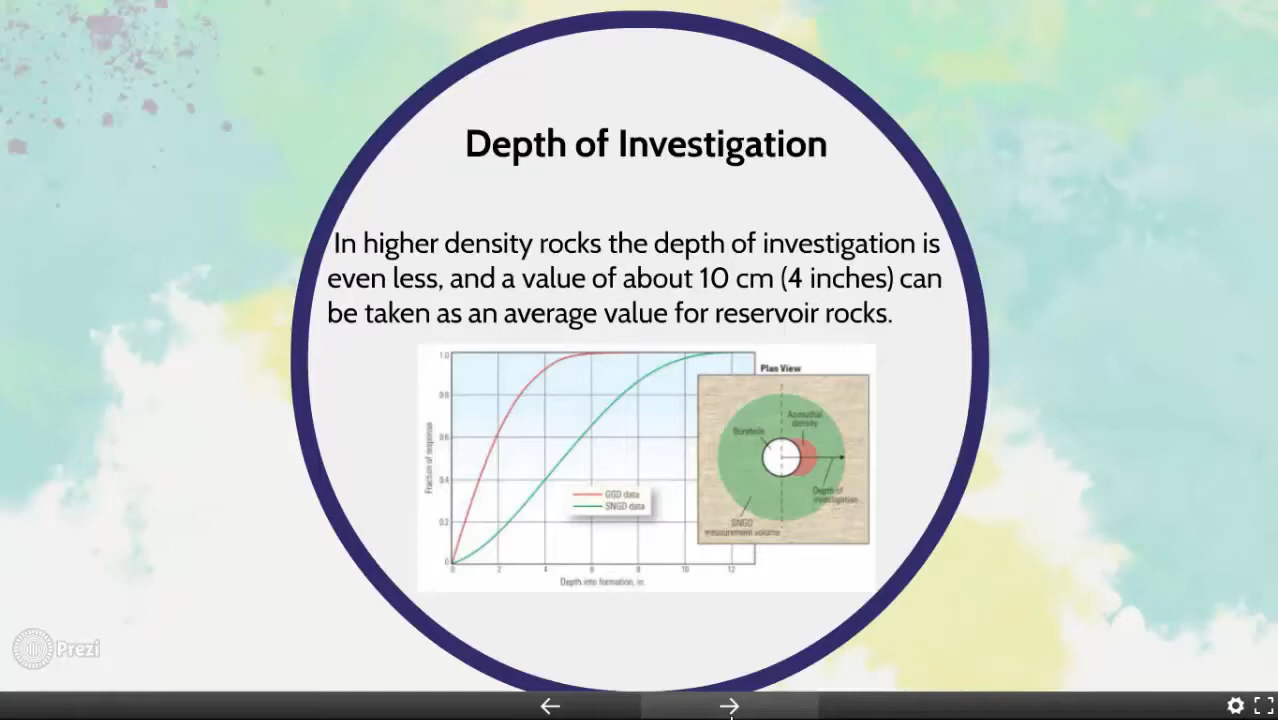 Depth of Investigation
In higher density rocks the depth of investigation is
even less, and a value of about 10 cm (4 inches) can
be taken as an average value for reservoir rocks.
1.0
0.8
0.6
0.4
0.2
0
Fraction of response
0 2 4 6 8 10 12
Depth into formation, in.
GGD data
SNGD data
Plan View
Azimuthal
density
Borehole
Depth of
investigation
SNGD
measurement volume
Prezi